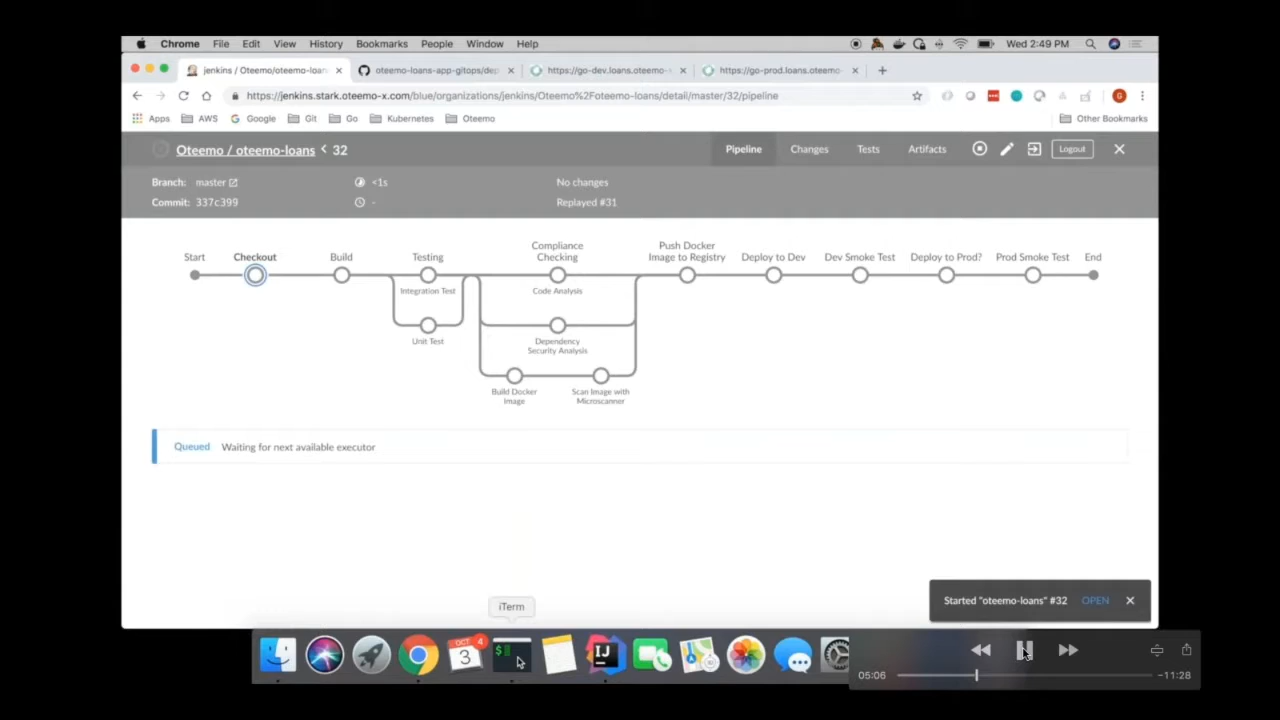 Chrome File Edit View History Bookmarks People Window Help Wed 2:49 PM
jenkins / Oteemo/oteemo-loan oteemo-loans-app-gitops/dep https://go-dev.loans.oteemo- https://go-prod.loans.oteemo-
https://jenkins.stark.oteemo-x.com/blue/organizations/jenkins/Oteemo%2Foteemo-loans/detail/master/32/pipeline
Apps AWS Google Git Go Kubernetes Oteemo Other Bookmarks
Oteemo / oteemo-loans < 32 Pipeline Changes Tests Artifacts Logout
Branch: master <1s No changes
Commit: 337c399 - Replayed #31
Start Checkout Build Testing Compliance Checking Push Docker Image to Registry Deploy to Dev Dev Smoke Test Deploy to Prod? Prod Smoke Test End
Integration Test Code Analysis
Unit Test Dependency Security Analysis
Build Docker Image Scan Image with Microscanner
Queued Waiting for next available executor
Started "oteemo-loans" #32 OPEN
iTerm
OCT 4
3
$
IJ
05:06 -11:28